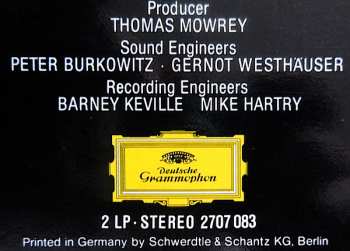 Producer
THOMAS MOWREY
Sound Engineers
PETER BURKOWITZ · GERNOT WESTHÄUSER
Recording Engineers
BARNEY KEVILLE MIKE HARTRY
Deutsche
Grammophon
2 LP · STEREO 2707 083
Printed in Germany by Schwerdtle & Schantz KG, Berlin